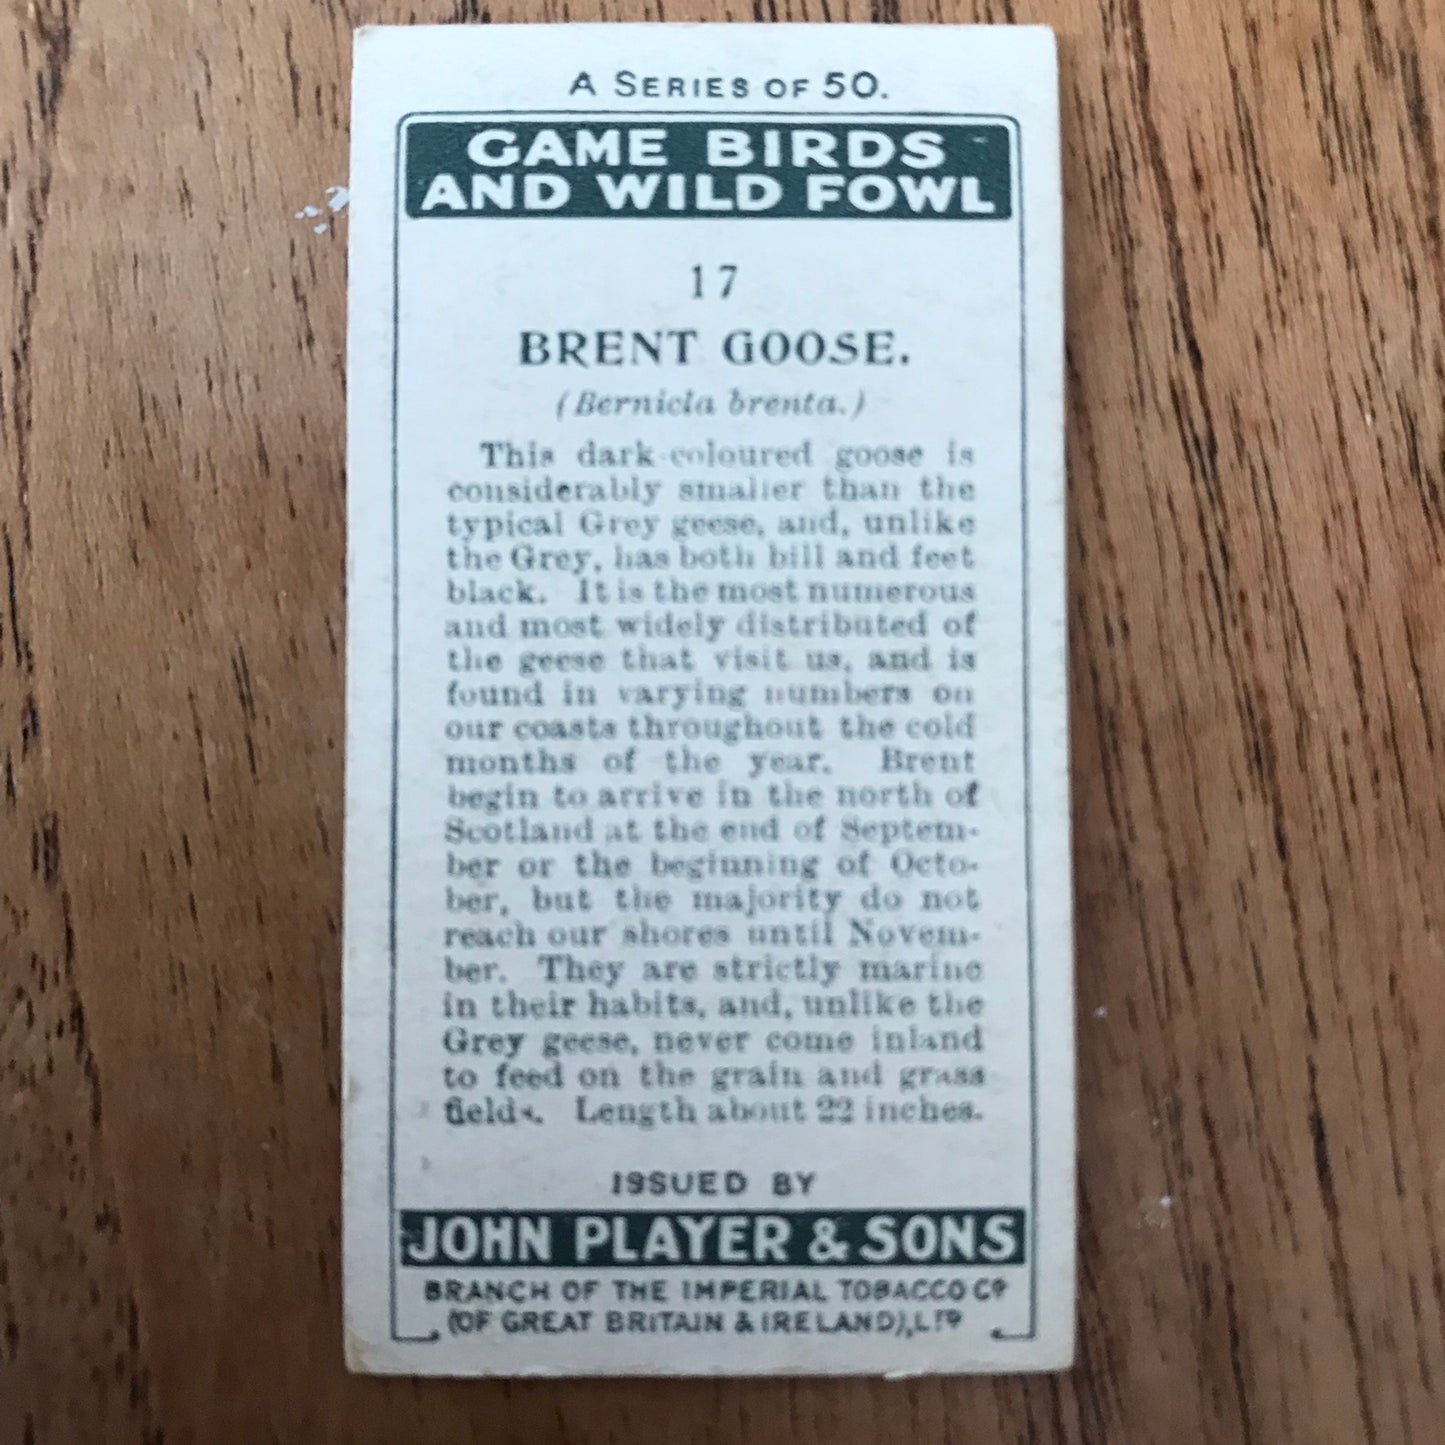 A SERIES OF 50.
GAME BIRDS
AND WILD FOWL
17
BRENT GOOSE.
(Bernicla brenta.)
This dark-coloured goose is
considerably smaller than the
typical Grey geese, and, unlike
the Grey, has both bill and feet
black. It is the most numerous
and most widely distributed of
the geese that visit us, and is
found in varying numbers on
our coasts throughout the cold
months of the year. Brent
begin to arrive in the north of
Scotland at the end of Septem-
ber or the beginning of Octo-
ber, but the majority do not
reach our shores until Novem-
ber. They are strictly marine
in their habits, and, unlike the
Grey geese, never come inland
to feed on the grain and grass
fields. Length about 22 inches.
ISSUED BY
JOHN PLAYER & SONS
BRANCH OF THE IMPERIAL TOBACCO Cº
(OF GREAT BRITAIN & IRELAND), LTD